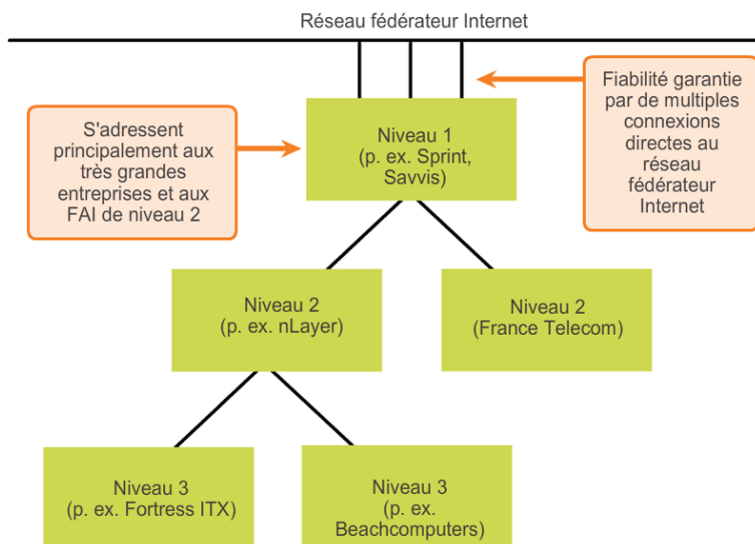 Réseau fédérateur Internet
S'adressent
principalement aux
très grandes
entreprises et aux
FAI de niveau 2
Niveau 1
(p. ex. Sprint,
Savvis)
Fiabilité garantie
par de multiples
connexions
directes au
réseau
fédérateur
Internet
Niveau 2
(p. ex. nLayer)
Niveau 2
(France Telecom)
Niveau 3
(p. ex. Fortress ITX)
Niveau 3
(p. ex.
Beachcomputers)